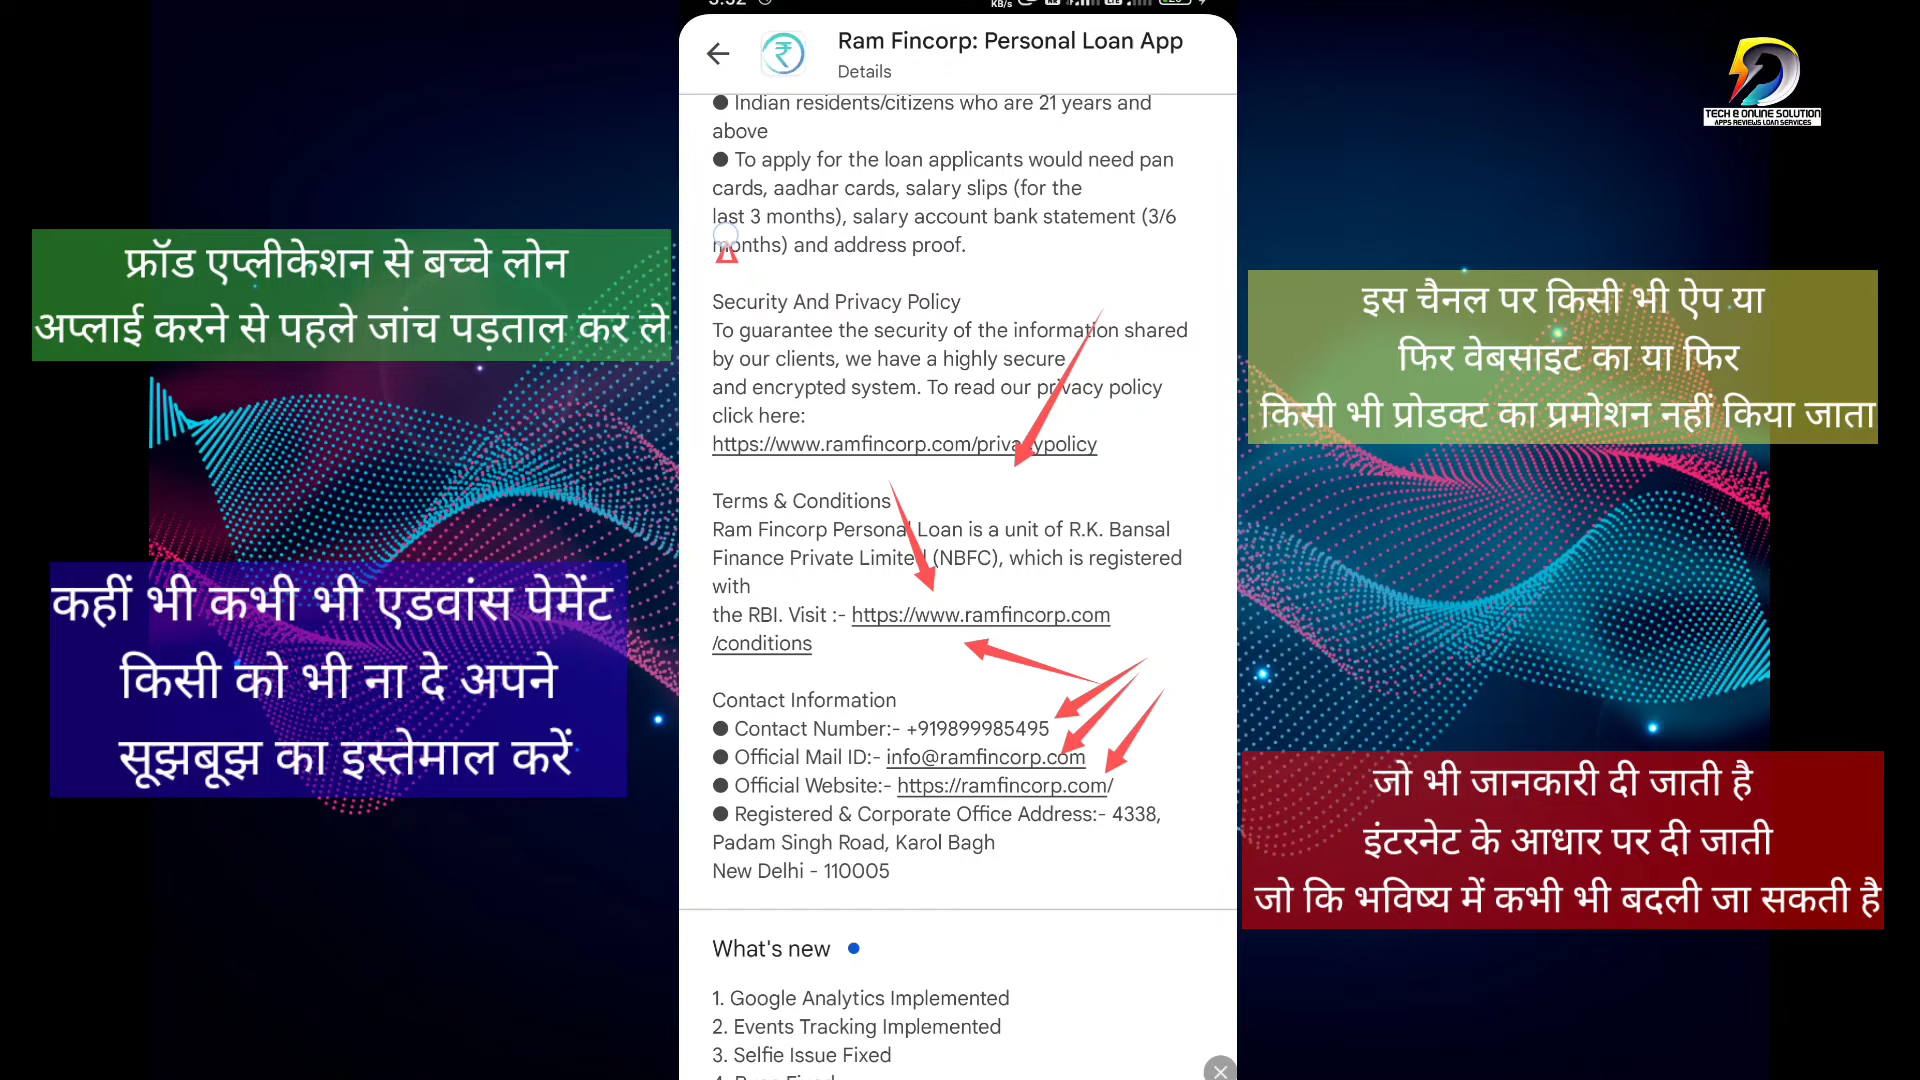 KB/s
Ram Fincorp: Personal Loan App
Details
● Indian residents/citizens who are 21 years and
above
● To apply for the loan applicants would need pan
cards, aadhar cards, salary slips (for the
last 3 months), salary account bank statement (3/6
months) and address proof.
Security And Privacy Policy
To guarantee the security of the information shared
by our clients, we have a highly secure
and encrypted system. To read our privacy policy
click here:
https://www.ramfincorp.com/privacypolicy
Terms & Conditions
Ram Fincorp Personal Loan is a unit of R.K. Bansal
Finance Private Limited (NBFC), which is registered
with
the RBI. Visit :- https://www.ramfincorp.com
/conditions
Contact Information
● Contact Number:- +919899985495
● Official Mail ID:- info@ramfincorp.com
● Official Website:- https://ramfincorp.com/
● Registered & Corporate Office Address:- 4338,
Padam Singh Road, Karol Bagh
New Delhi - 110005
What's new
1. Google Analytics Implemented
2. Events Tracking Implemented
3. Selfie Issue Fixed
फ्रॉड एप्लीकेशन से बच्चे लोन
अप्लाई करने से पहले जांच पड़ताल कर ले
कहीं भी कभी भी एडवांस पेमेंट
किसी को भी ना दे अपने
सूझबूझ का इस्तेमाल करें
TECH & ONLINE SOLUTION
APPS REVIEWS LOAN SERVICES
इस चैनल पर किसी भी ऐप या
फिर वेबसाइट का या फिर
किसी भी प्रोडक्ट का प्रमोशन नहीं किया जाता
जो भी जानकारी दी जाती है
इंटरनेट के आधार पर दी जाती
जो कि भविष्य में कभी भी बदली जा सकती है